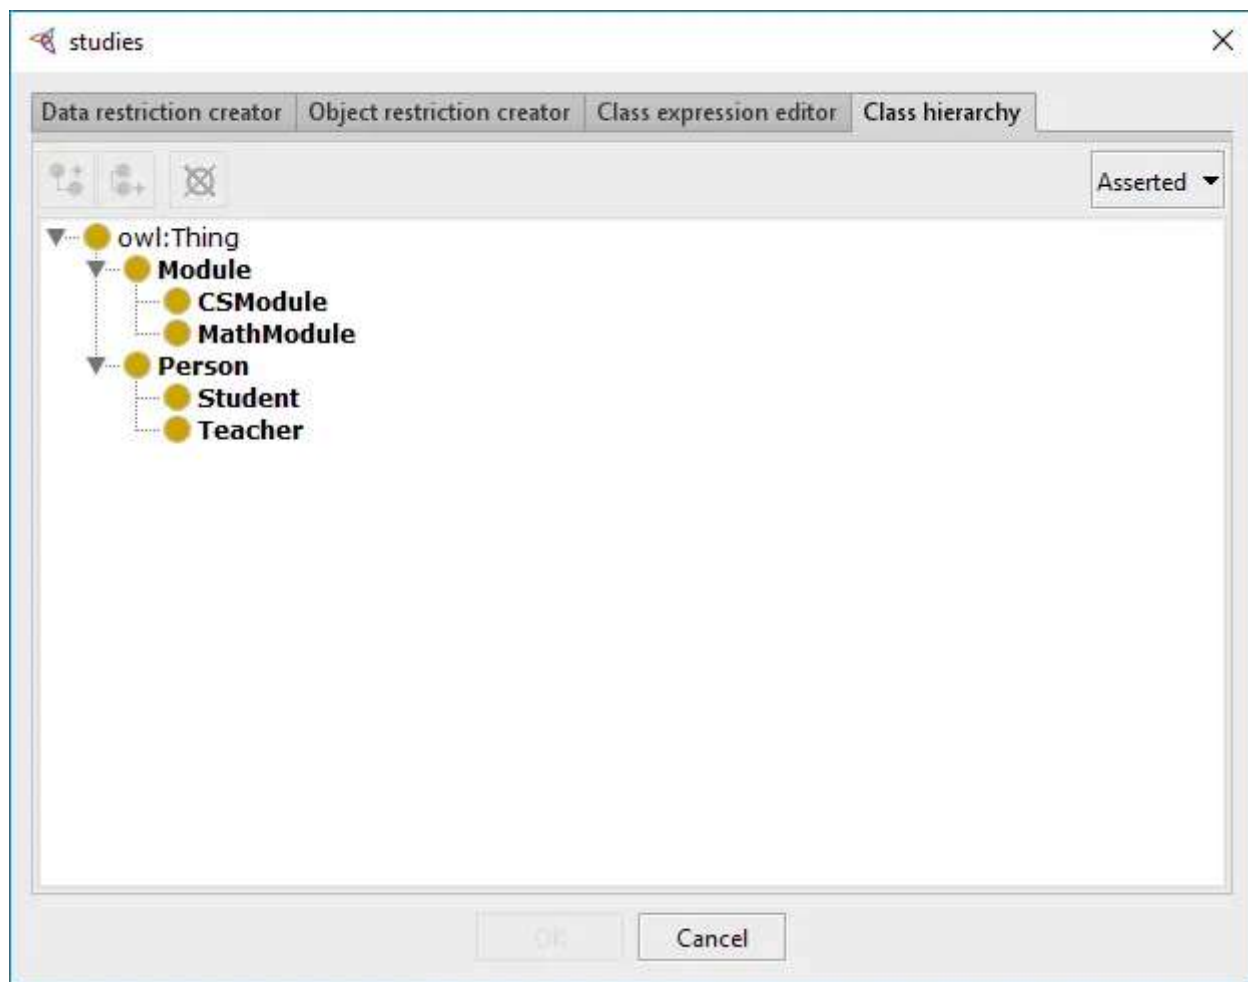 studies
Data restriction creator Object restriction creator Class expression editor Class hierarchy
Asserted
owl:Thing
Module
CSModule
MathModule
Person
Student
Teacher
OK Cancel